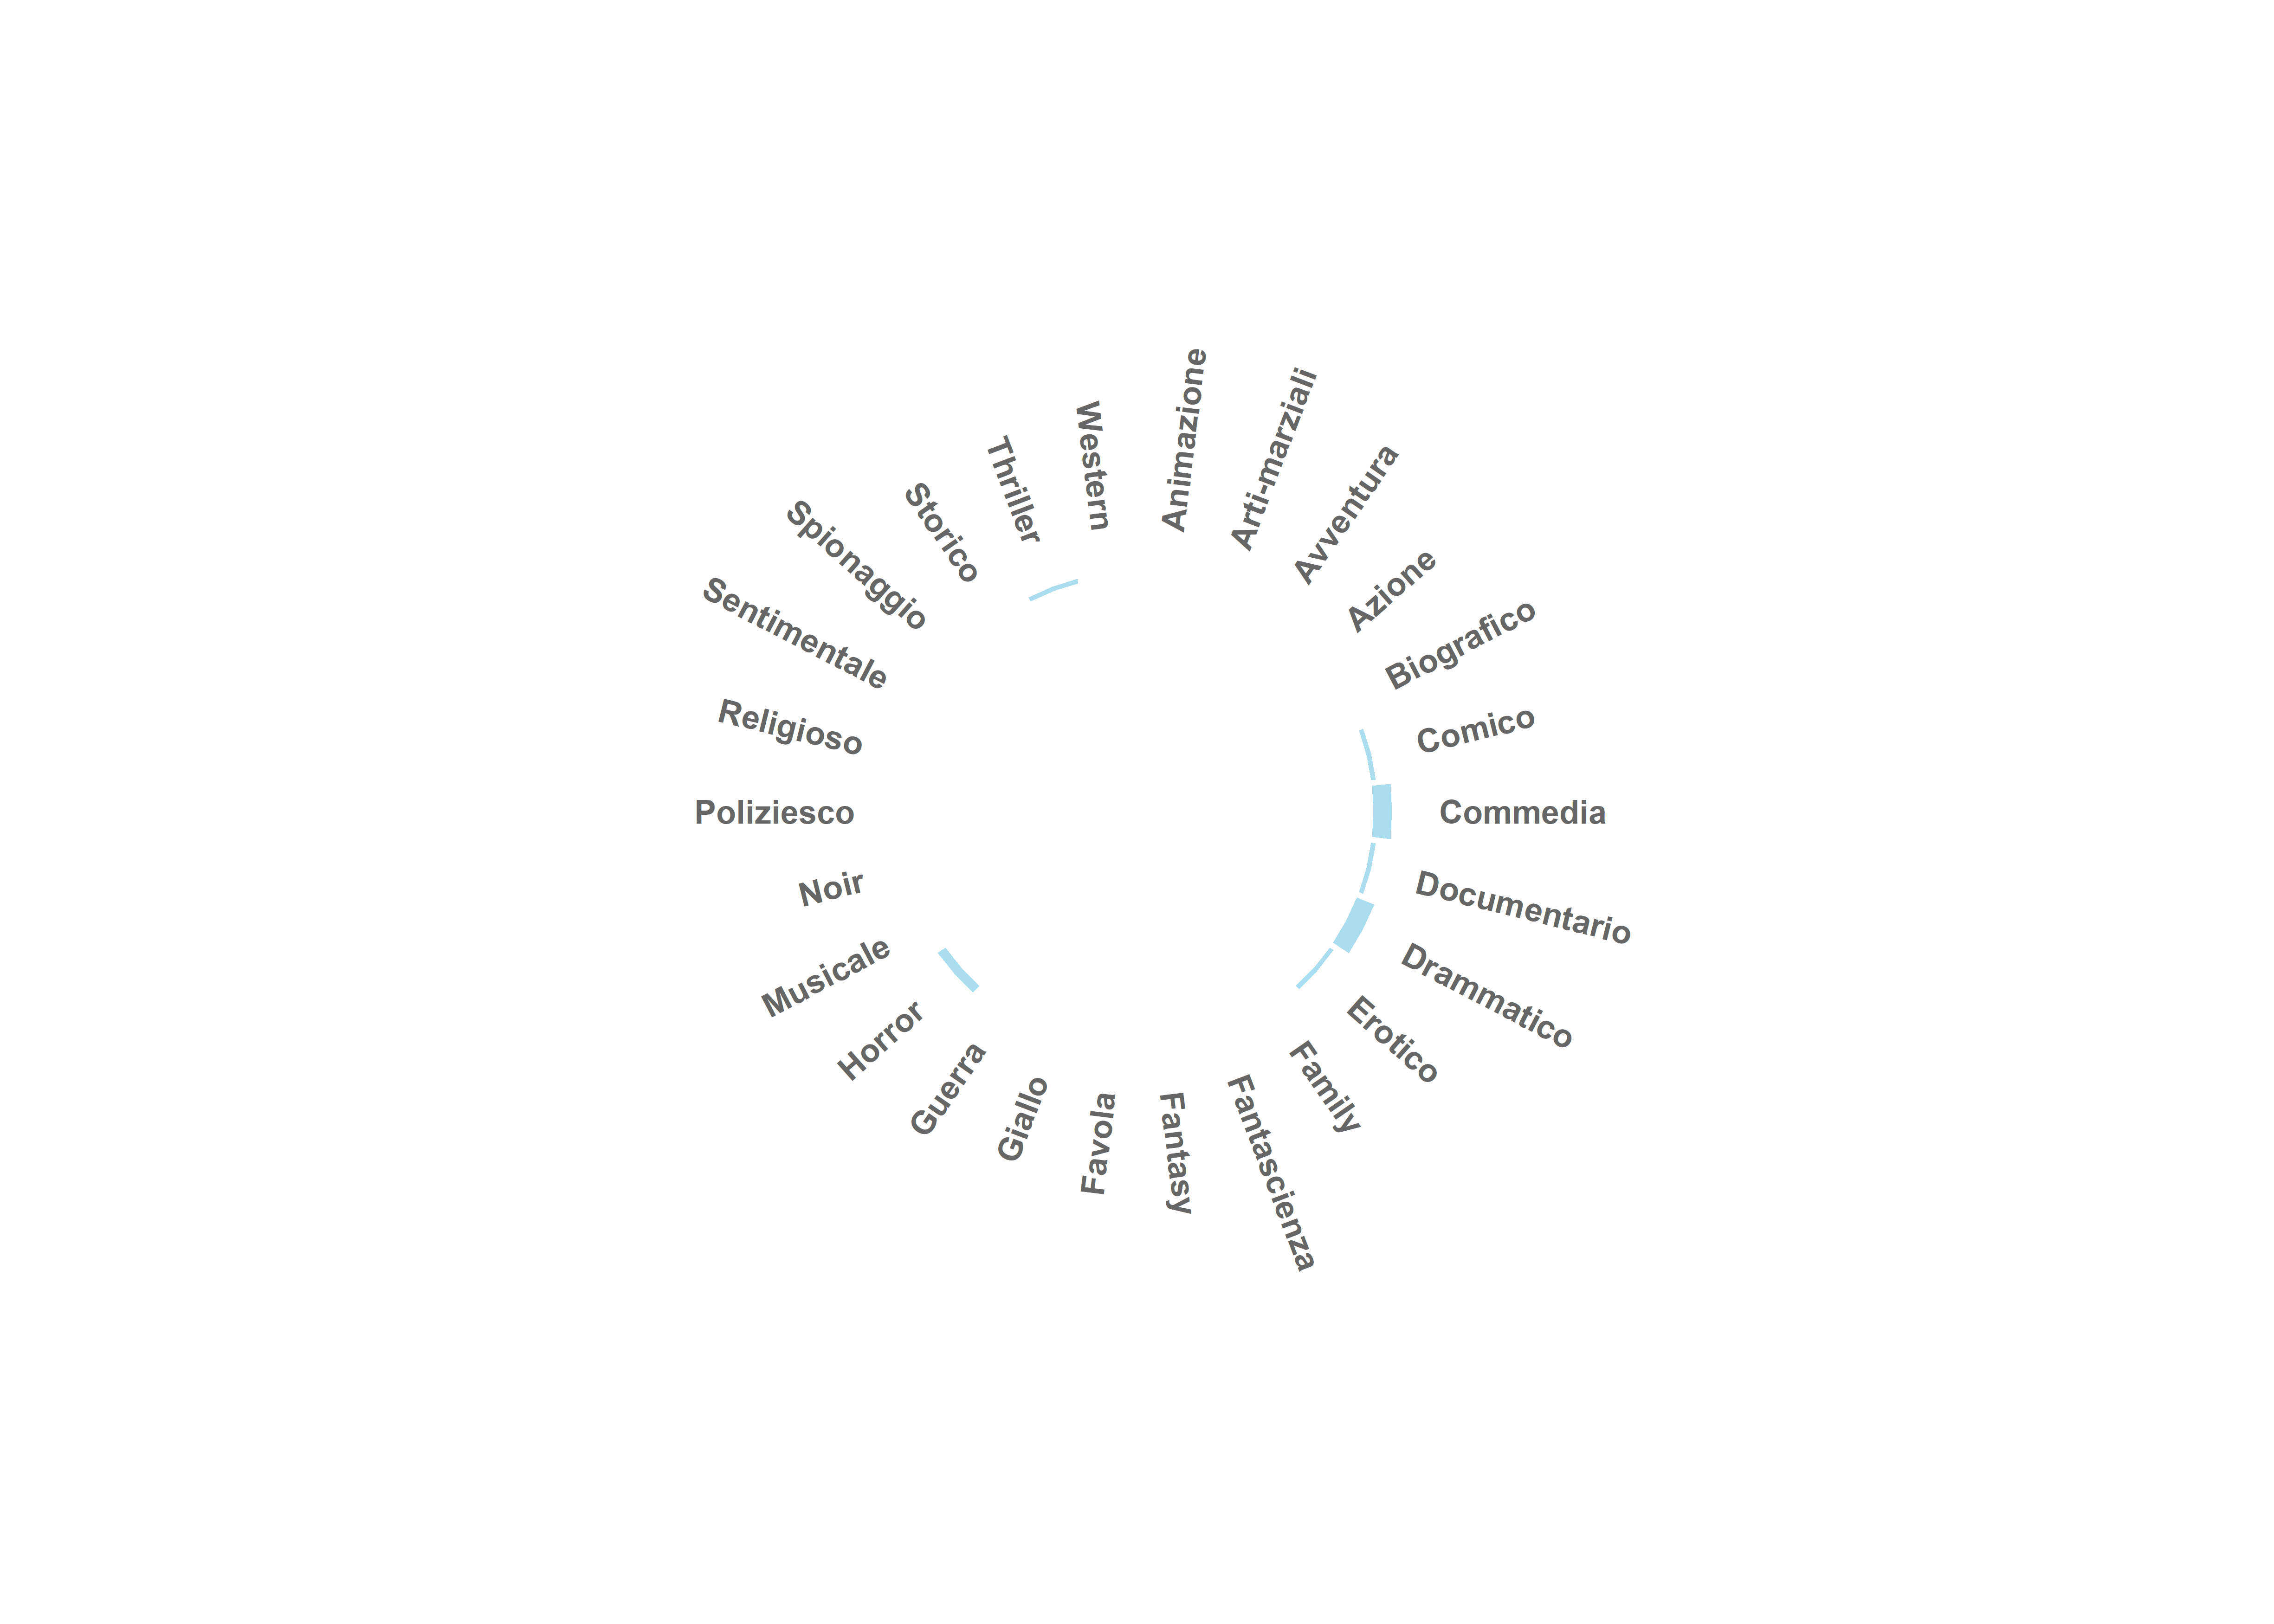 Animazione
Arti-marziali
Avventura
Azione
Biografico
Comico
Commedia
Documentario
Drammatico
Erotico
Family
Fantascienza
Fantasy
Favola
Giallo
Guerra
Horror
Musicale
Noir
Poliziesco
Religioso
Sentimentale
Spionaggio
Storico
Thriller
Western